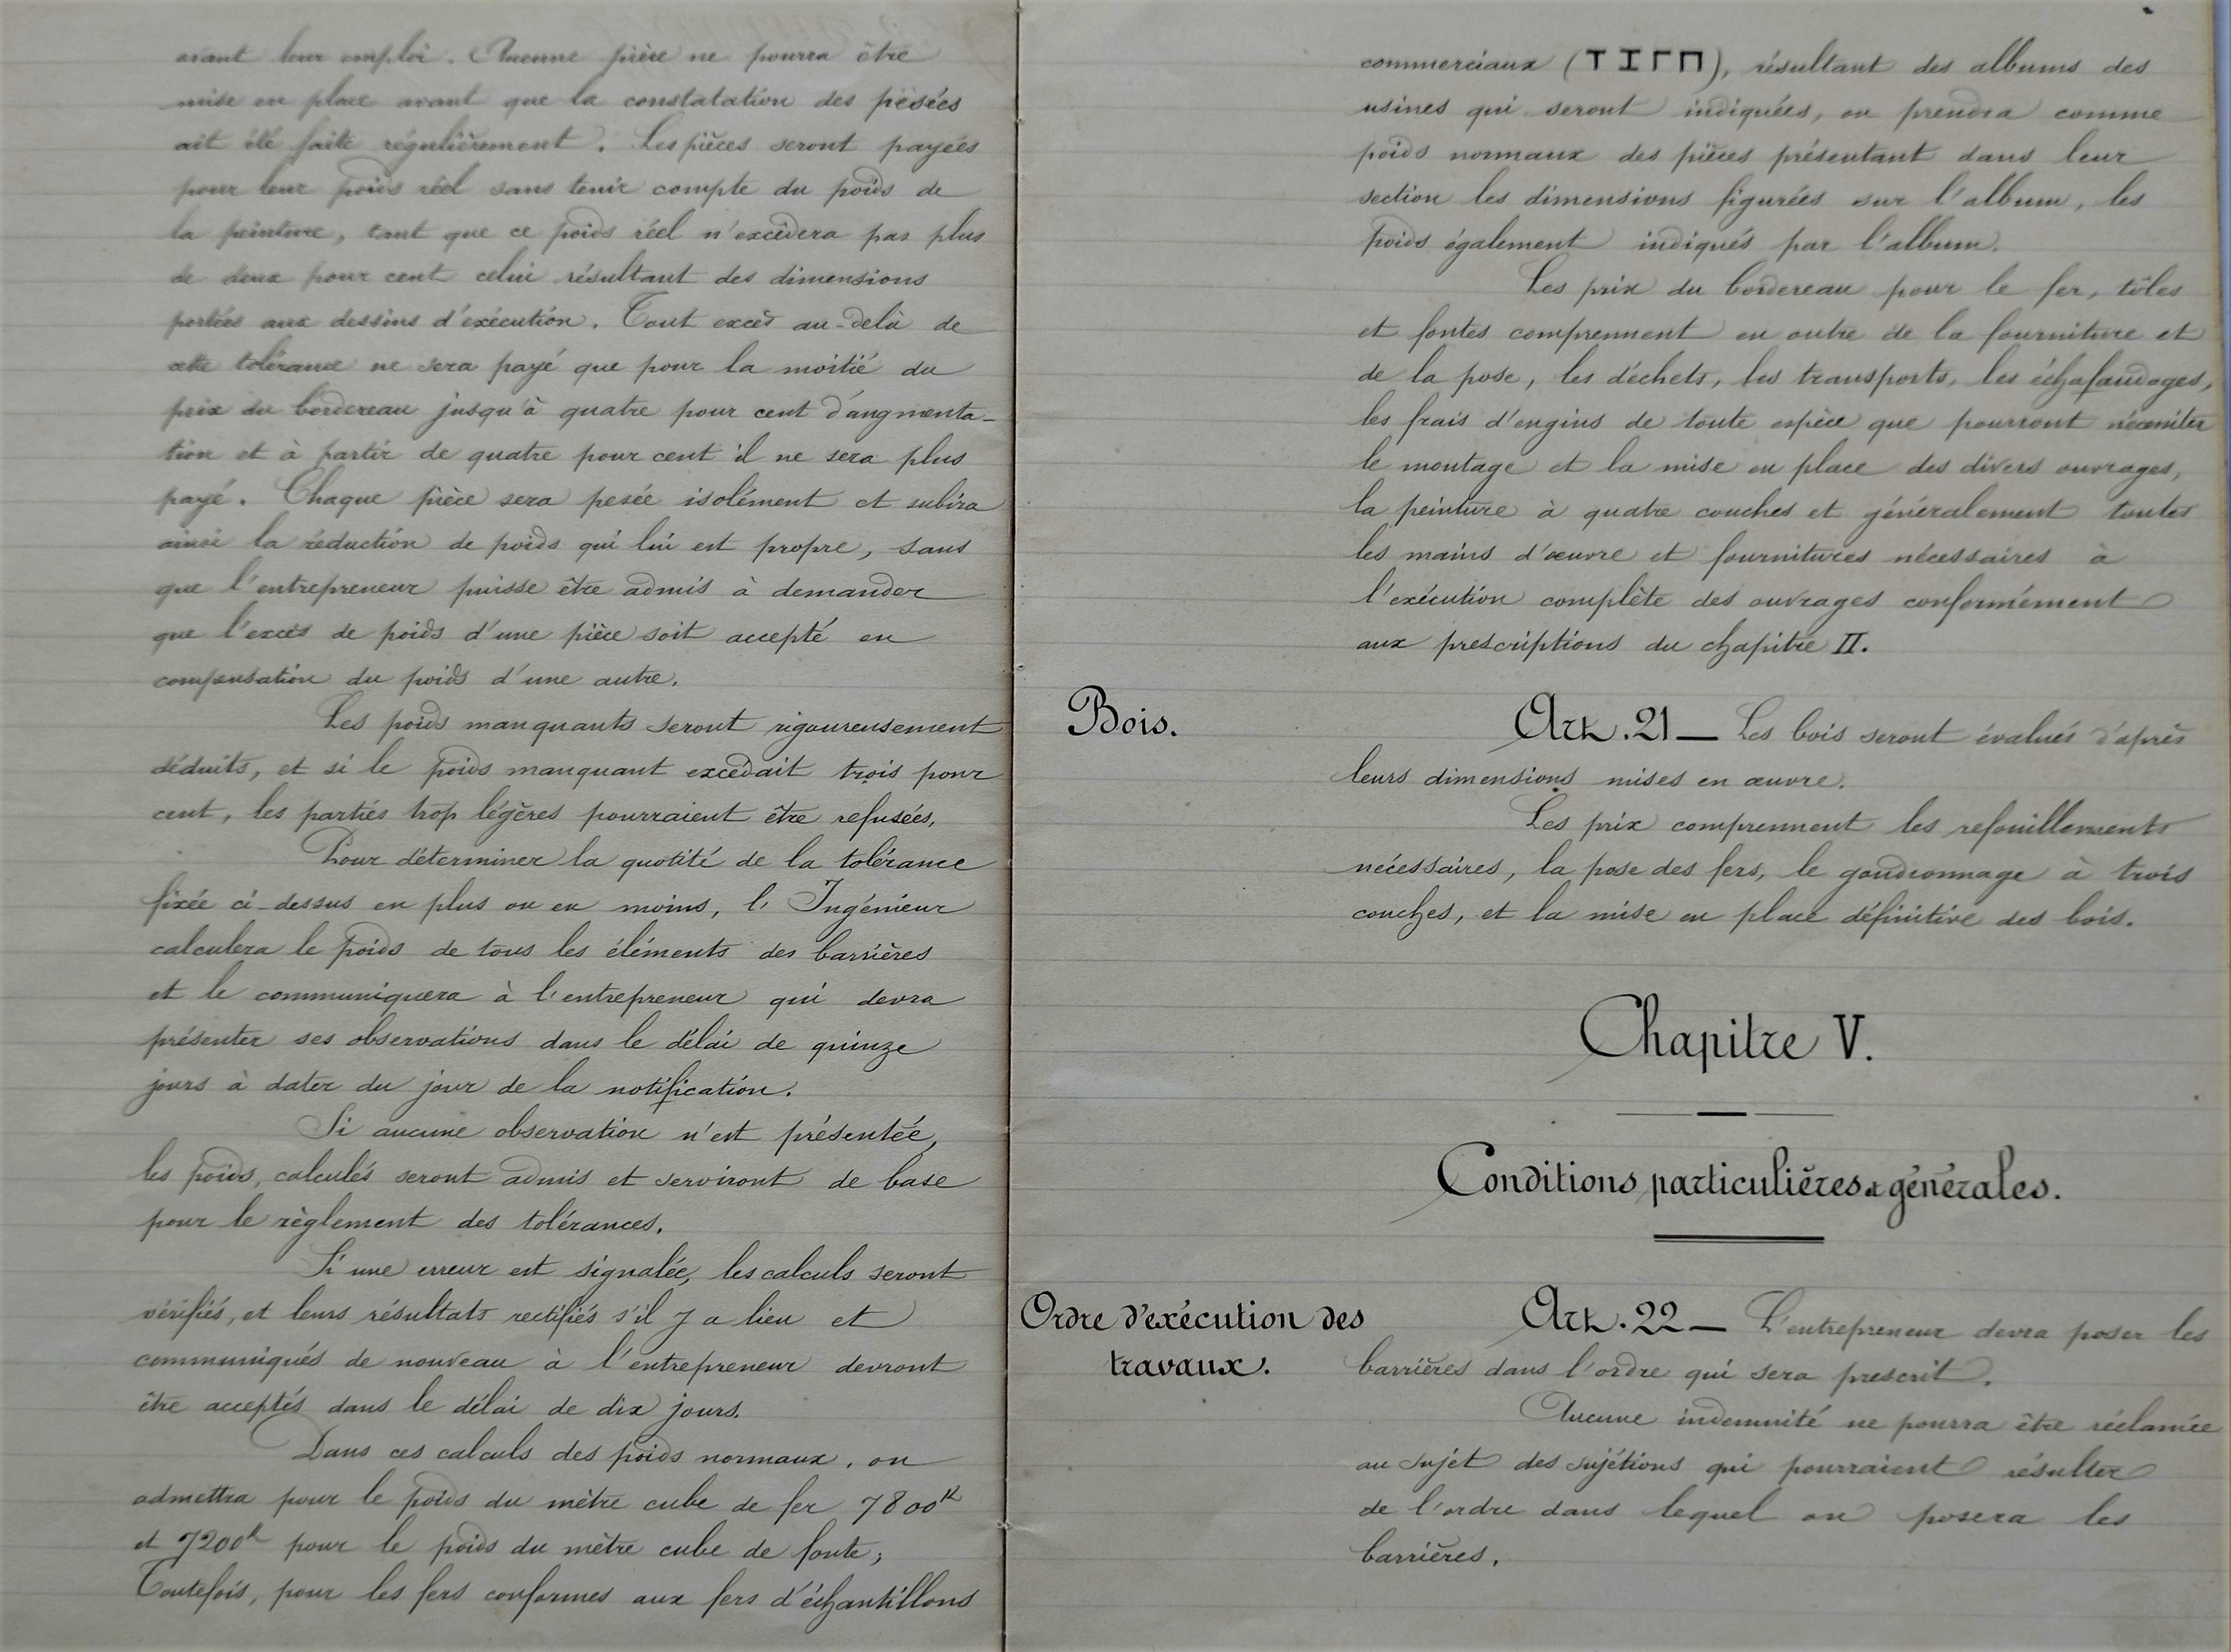 avant leur emploi. Aucune pièce ne pourra être
mise en place avant que la constatation des pesées
ait été faite régulièrement. Les pièces seront payées
pour leur poids réel sans tenir compte du poids de
la peinture, tant que ce poids réel n'excèdera pas plus
de deux pour cent celui résultant des dimensions
portées aux dessins d'exécution. Tout excès au-delà de
cette tolérance ne sera payé que pour la moitié du
prix du bordereau jusqu'à quatre pour cent d'augmenta-
tion et à partir de quatre pour cent il ne sera plus
payé. Chaque pièce sera pesée isolément et subira
ainsi la réduction de poids qui lui est propre, sans
que l'entrepreneur puisse être admis à demander
que l'excès de poids d'une pièce soit accepté en
compensation du poids d'une autre.
Les poids manquants seront rigoureusement
déduits, et si le poids manquant excédait trois pour
cent, les parties trop légères pourraient être refusées,
Pour déterminer la quotité de la tolérance
fixée ci-dessus en plus ou en moins, l'Ingénieur
calculera le poids de tous les éléments des barrières
et le communiquera à l'entrepreneur qui devra
présenter ses observations dans le délai de quinze
jours à dater du jour de la notification.
Si aucune observation n'est présentée,
les poids, calculés seront admis et serviront de base
pour le règlement des tolérances.
Si une erreur est signalée, les calculs seront
vérifiés, et leurs résultats rectifiés s'il y a lieu et
communiqués de nouveau à l'entrepreneur devront
être acceptés dans le délai de dix jours.
Dans ces calculs des poids normaux, on
admettra pour le poids du mètre cube de fer 7800k
et 7200k pour le poids du mètre cube de fonte;
Toutefois, pour les fers conformes aux fers d'échantillons
commerciaux (T I Γ Π), résultant des albums des
usines qui seront indiquées, on prendra comme
poids normaux des pièces présentant dans leur
section les dimensions figurées sur l'album, les
poids également indiqués par l'album.
Les prix du bordereau pour le fer, tôles
et fontes comprennent en outre de la fourniture et
de la pose, les déchets, les transports, les échafaudages,
les frais d'engins de toute espèce que pourront nécessiter
le montage et la mise en place des divers ouvrages,
la peinture à quatre couches et généralement toutes
les mains d'œuvre et fournitures nécessaires à
l'exécution complète des ouvrages conformément
aux prescriptions du chapitre II.
Bois.
Art. 21 — Les bois seront évalués d'après
leurs dimensions mises en œuvre.
Les prix comprennent les refouillements
nécessaires, la pose des fers, le goudronnage à trois
couches, et la mise en place définitive des bois.
Chapitre V.
Conditions particulières et générales.
Ordre d'exécution des
travaux.
Art. 22 — L'entrepreneur devra poser les
barrières dans l'ordre qui sera prescrit.
Aucune indemnité ne pourra être réclamée
au sujet des sujétions qui pourraient résulter
de l'ordre dans lequel on posera les
barrières.